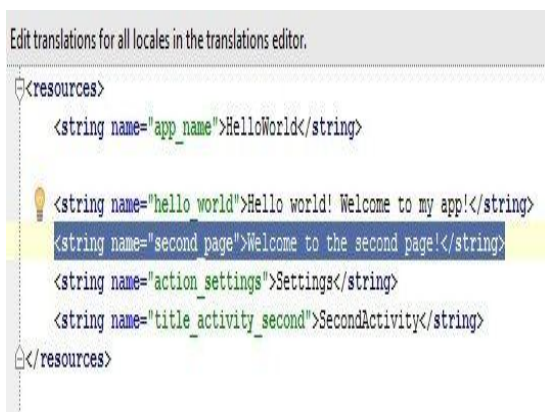 Edit translations for all locales in the translations editor.
<resources>
<string name="app_name">HelloWorld</string>
<string name="hello_world">Hello world! Welcome to my app!</string>
<string name="second_page">Welcome to the second page!</string>
<string name="action_settings">Settings</string>
<string name="title_activity_second">SecondActivity</string>
</resources>